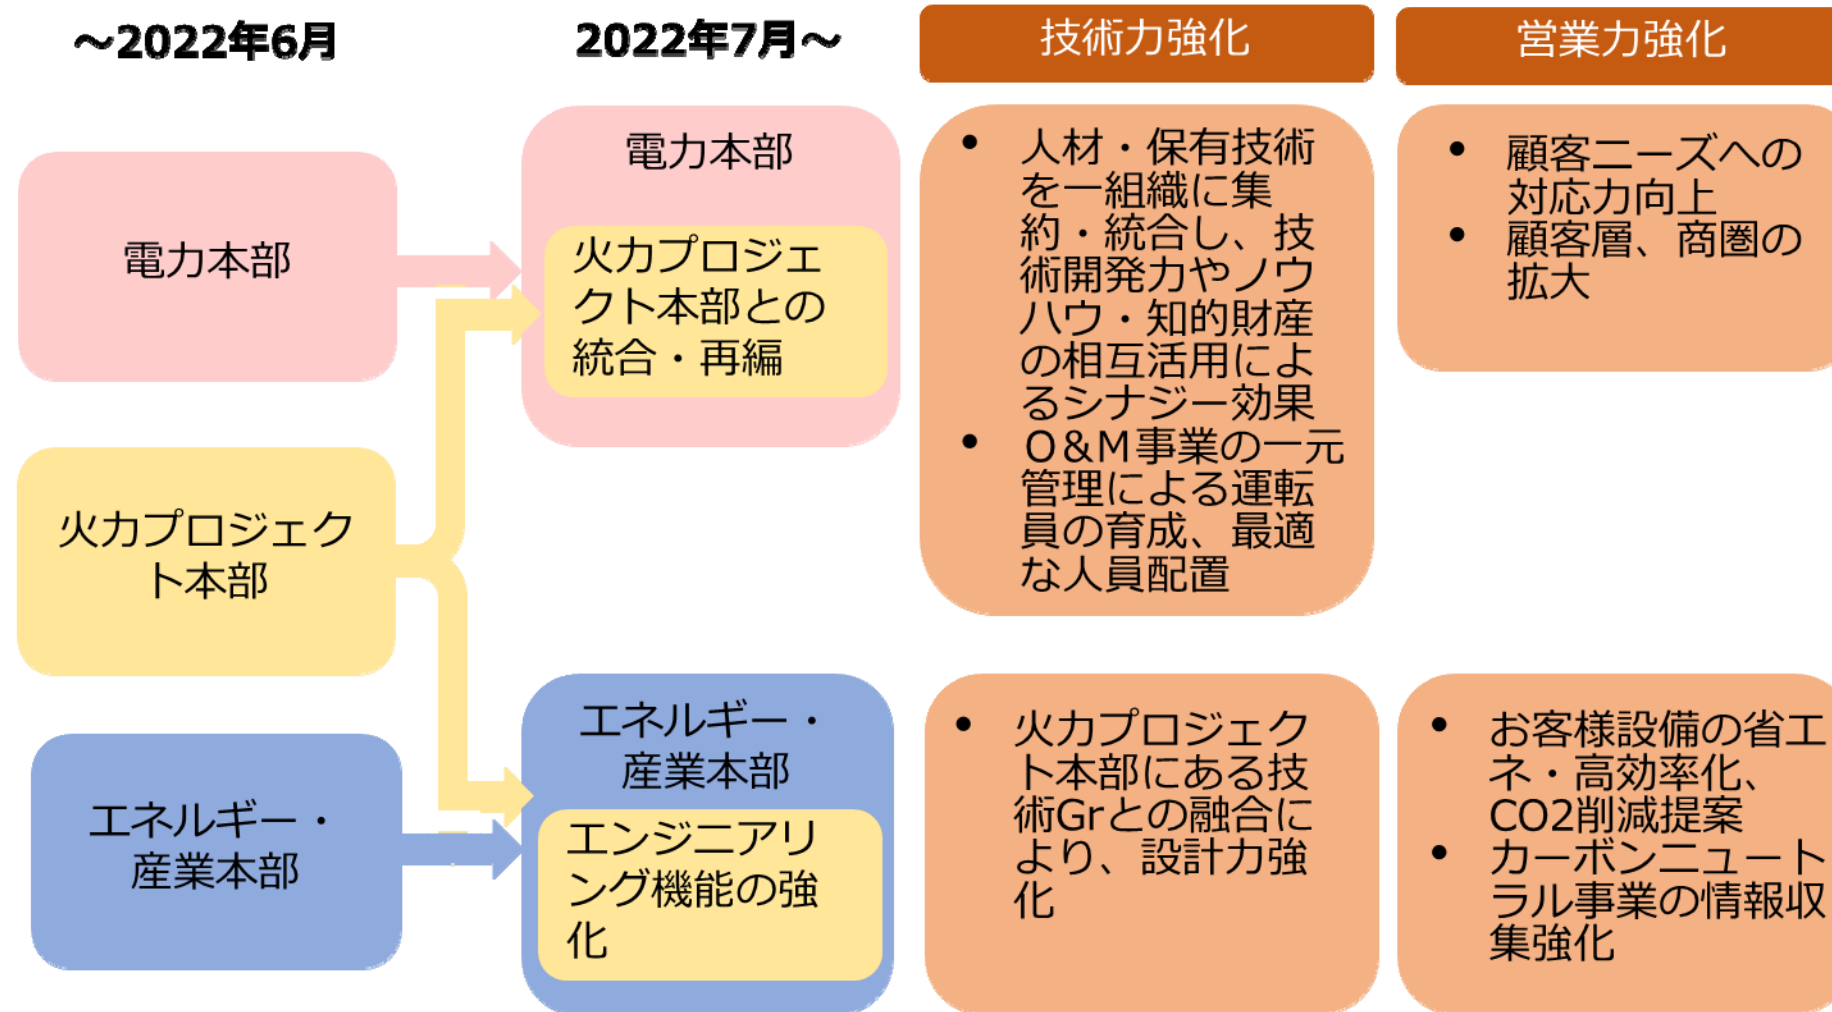 ～2022年6月
2022年7月～
技術力強化
営業力強化
電力本部
火力プロジェク
ト本部
エネルギー・
産業本部
電力本部
火力プロジェ
クト本部との
統合・再編
• 人材・保有技術
を一組織に集
約・統合し、技
術開発力やノウ
ハウ・知的財産
の相互活用によ
るシナジー効果
• O&M事業の一元
管理による運転
員の育成、最適
な人員配置
• 顧客ニーズへの
対応力向上
• 顧客層、商圏の
拡大
エネルギー・
産業本部
エンジニアリ
ング機能の強
化
• 火力プロジェク
ト本部にある技
術Grとの融合に
より、設計力強
化
• お客様設備の省エ
ネ・高効率化、
CO2削減提案
• カーボンニュート
ラル事業の情報収
集強化